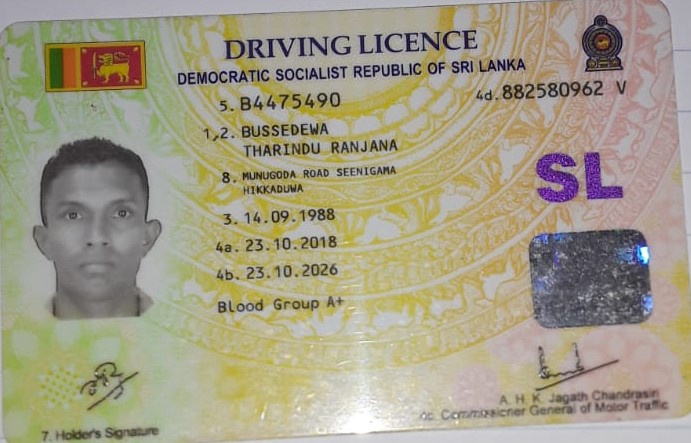 DRIVING LICENCE
DEMOCRATIC SOCIALIST REPUBLIC OF SRI LANKA
5. B4475490
4d. 882580962 V
1,2. BUSSEDEWA
THARINDU RANJANA
8. MUNUGODA ROAD SEENIGAMA
HIKKADUWA
SL
3. 14.09.1988
4a. 23.10.2018
4b. 23.10.2026
Blood Group A+
A. H. K. Jagath Chandrasiri
Commissioner General of Motor Traffic
7. Holder's Signature